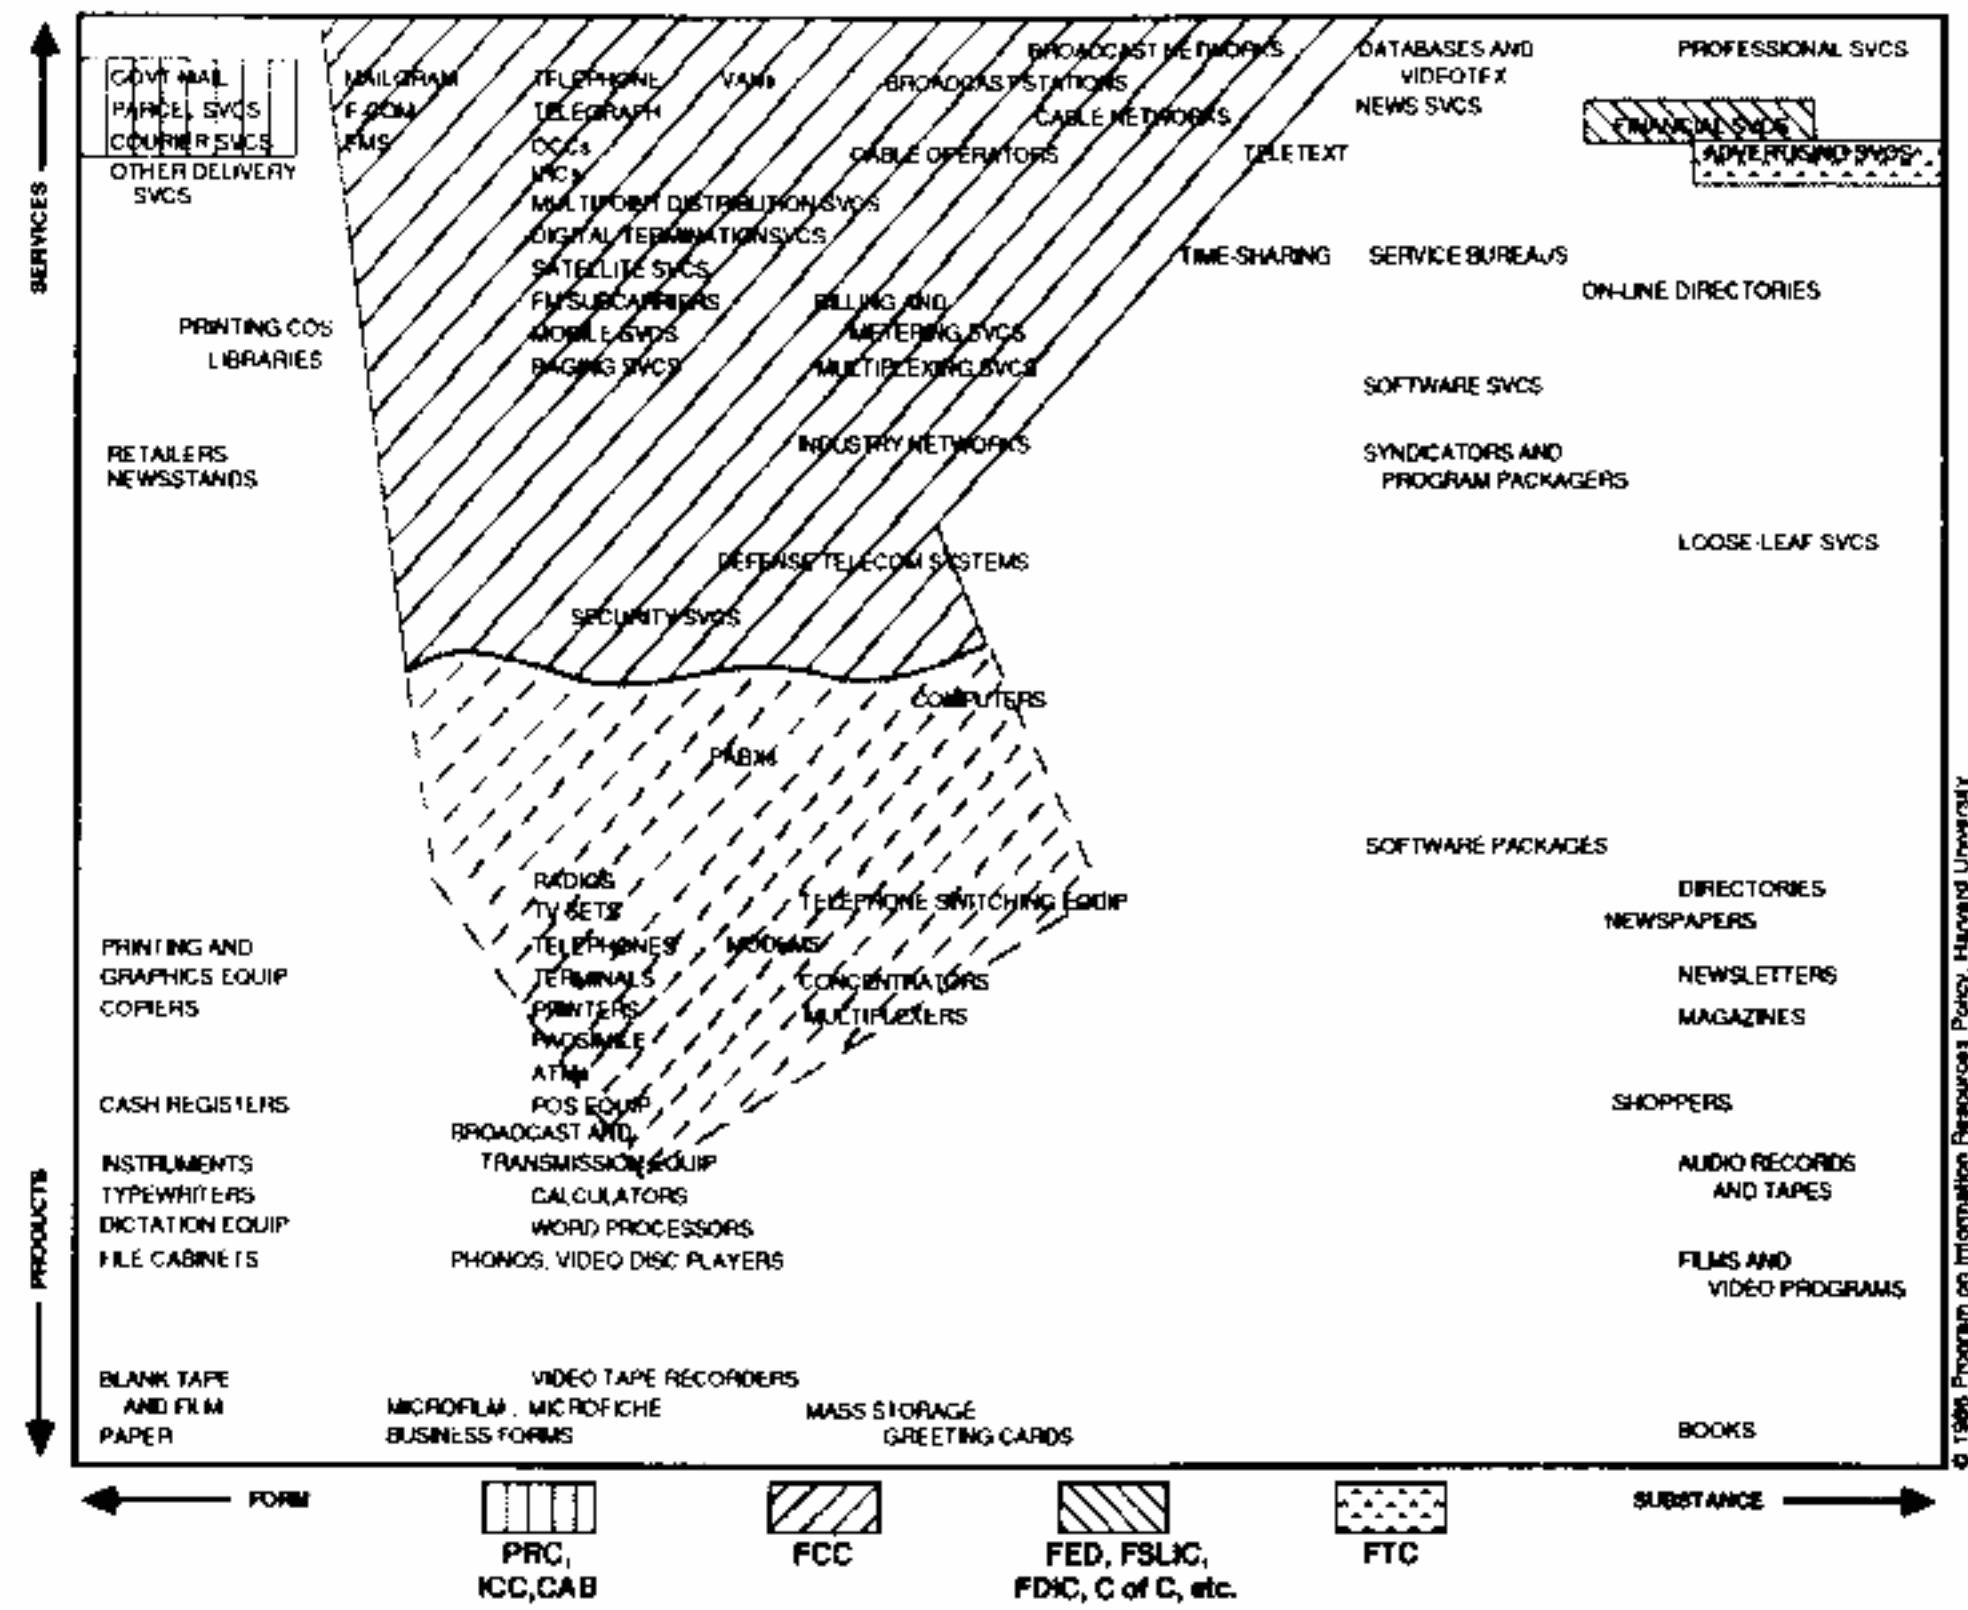 SERVICES
PRODUCTS
GOVT MAIL
PARCEL SVCS
COURIER SVCS
OTHER DELIVERY
SVCS
MAILGRAM
E-COM
EMS
TELEPHONE
TELEGRAPH
OCCs
IRCs
MULTIPOINT DISTRIBUTION SVCS
DIGITAL TERMINATION SVCS
SATELLITE SVCS
FM SUBCARRIERS
MOBILE SVCS
PAGING SVCS
VANs
BROADCAST NETWORKS
BROADCAST STATIONS
CABLE NETWORKS
CABLE OPERATORS
TELETEXT
DATABASES AND
VIDEOTEX
NEWS SVCS
PROFESSIONAL SVCS
FINANCIAL SVCS
ADVERTISING SVCS
TIME-SHARING
SERVICE BUREAUS
ON-LINE DIRECTORIES
PRINTING COS
LIBRARIES
BILLING AND
METERING SVCS
MULTIPLEXING SVCS
SOFTWARE SVCS
RETAILERS
NEWSSTANDS
INDUSTRY NETWORKS
SYNDICATORS AND
PROGRAM PACKAGERS
DEFENSE TELECOM SYSTEMS
LOOSE-LEAF SVCS
SECURITY SVCS
COMPUTERS
PABXs
SOFTWARE PACKAGES
RADIOS
TV SETS
TELEPHONES
TERMINALS
PRINTERS
FACSIMILE
ATMs
POS EQUIP
BROADCAST AND
TRANSMISSION EQUIP
CALCULATORS
WORD PROCESSORS
PHONOS, VIDEO DISC PLAYERS
TELEPHONE SWITCHING EQUIP
MODEMS
CONCENTRATORS
MULTIPLEXERS
DIRECTORIES
NEWSPAPERS
NEWSLETTERS
MAGAZINES
SHOPPERS
AUDIO RECORDS
AND TAPES
FILMS AND
VIDEO PROGRAMS
PRINTING AND
GRAPHICS EQUIP
COPIERS
CASH REGISTERS
INSTRUMENTS
TYPEWRITERS
DICTATION EQUIP
FILE CABINETS
BLANK TAPE
AND FILM
PAPER
VIDEO TAPE RECORDERS
MICROFILM, MICROFICHE
BUSINESS FORMS
MASS STORAGE
GREETING CARDS
BOOKS
© 1986 Program on Information Resources Policy, Harvard University
FORM
SUBSTANCE
PRC,
ICC,CAB
FCC
FED, FSLIC,
FDIC, C of C, etc.
FTC